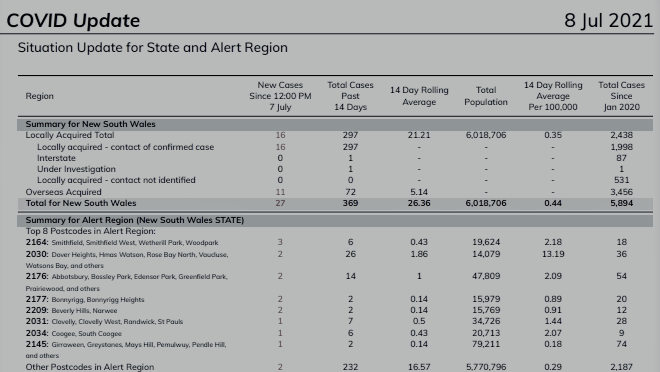 COVID Update 8 Jul 2021
Situation Update for State and Alert Region
Region New Cases Since 12:00 PM 7 July Total Cases Past 14 Days 14 Day Rolling Average Total Population 14 Day Rolling Average Per 100,000 Total Cases Since Jan 2020
Summary for New South Wales
Locally Acquired Total 16 297 21.21 6,018,706 0.35 2,438
Locally acquired - contact of confirmed case 16 297 - - - 1,998
Interstate 0 1 - - - 87
Under Investigation 0 1 - - - 1
Locally acquired - contact not identified 0 0 - - - 531
Overseas Acquired 11 72 5.14 3,456
Total for New South Wales 27 369 26.36 6,018,706 0.44 5,894
Summary for Alert Region (New South Wales STATE)
Top 8 Postcodes in Alert Region:
2164: Smithfield, Smithfield West, Wetherill Park, Woodpark 3 6 0.43 19,624 2.18 18
2030: Dover Heights, Hmas Watson, Rose Bay North, Vaucluse, 2 26 1.86 14,079 13.19 36
Watsons Bay, and others
2176: Abbotsbury, Bossley Park, Edensor Park, Greenfield Park, 2 14 1 47,809 2.09 54
Prairiewood, and others
2177: Bonnyrigg, Bonnyrigg Heights 2 2 0.14 15,979 0.89 20
2209: Beverly Hills, Narwee 2 2 0.14 15,769 0.91 12
2031: Clovelly, Clovelly West, Randwick, St Pauls 1 7 0.5 34,726 1.44 28
2034: Coogee, South Coogee 1 6 0.43 20,713 2.07 9
2145: Girraween, Greystanes, Mays Hill, Pemulwuy, Pendle Hill, 1 2 0.14 79,211 0.18 74
and others
Other Postcodes in Alert Region 2 232 16.57 5,770,796 0.29 2,187